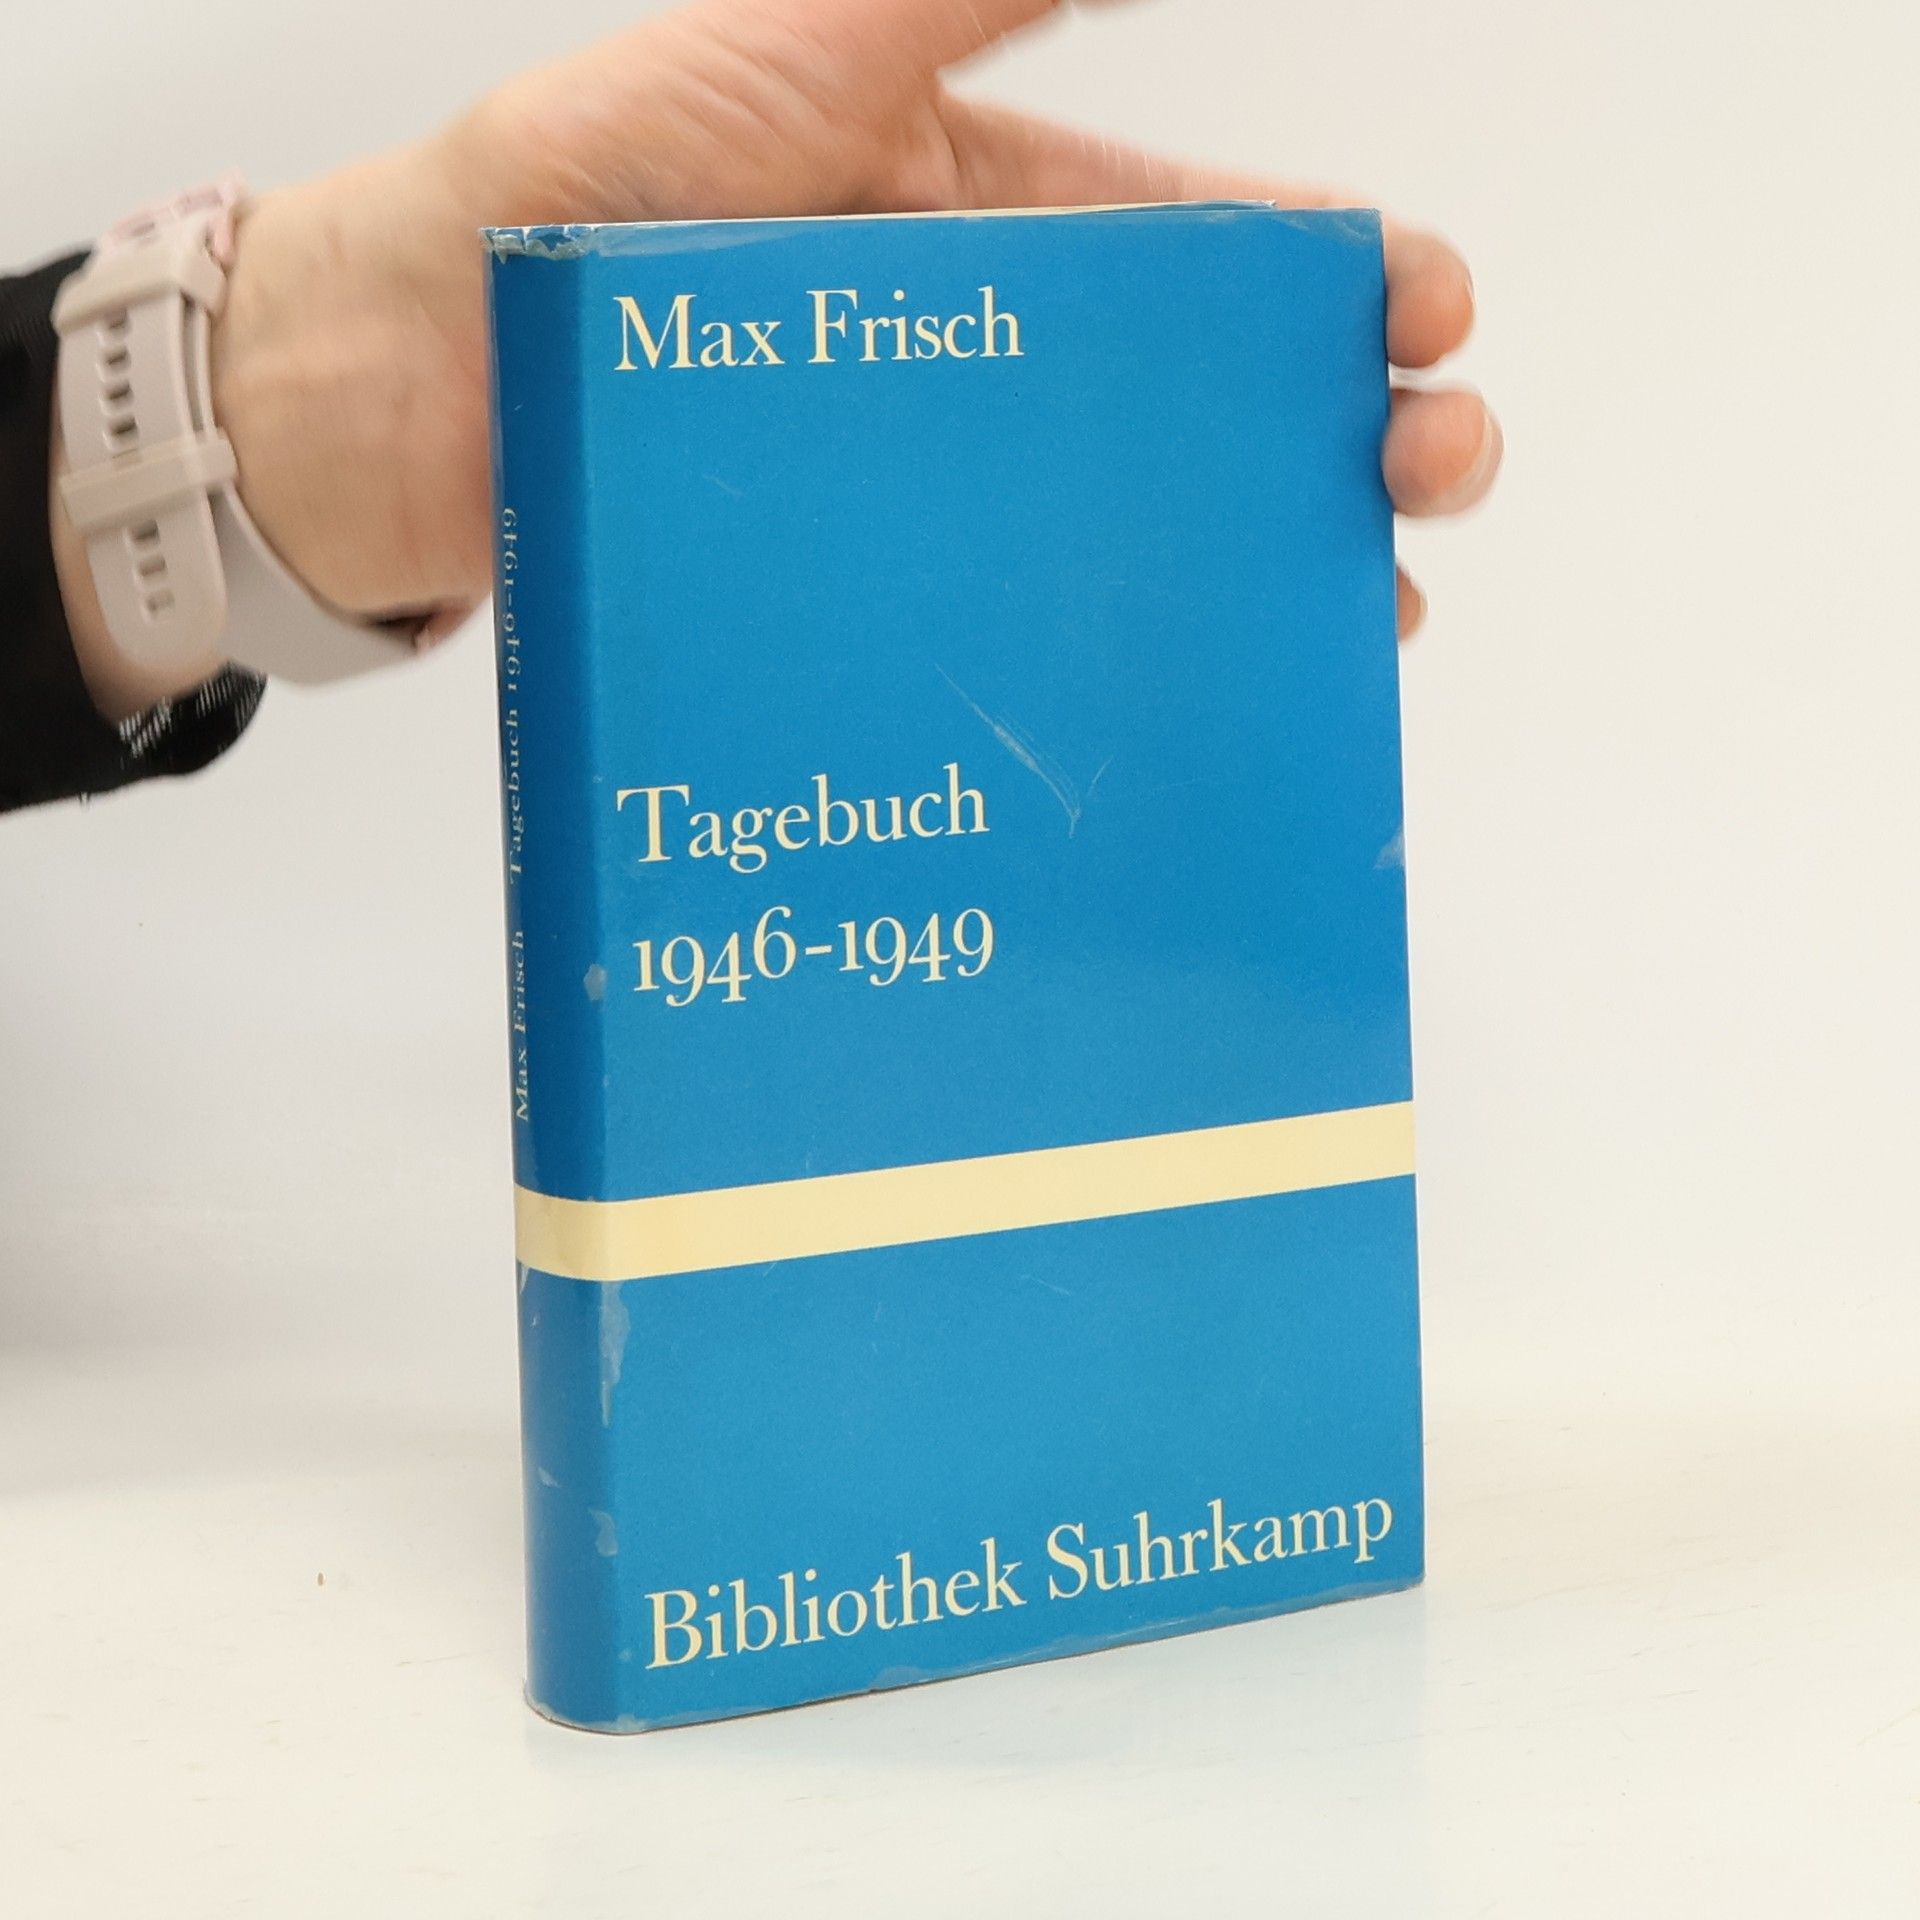 Max Frisch
Tagebuch
1946-1949
Bibliothek Suhrkamp
Max Frisch Tagebuch 1946-1949